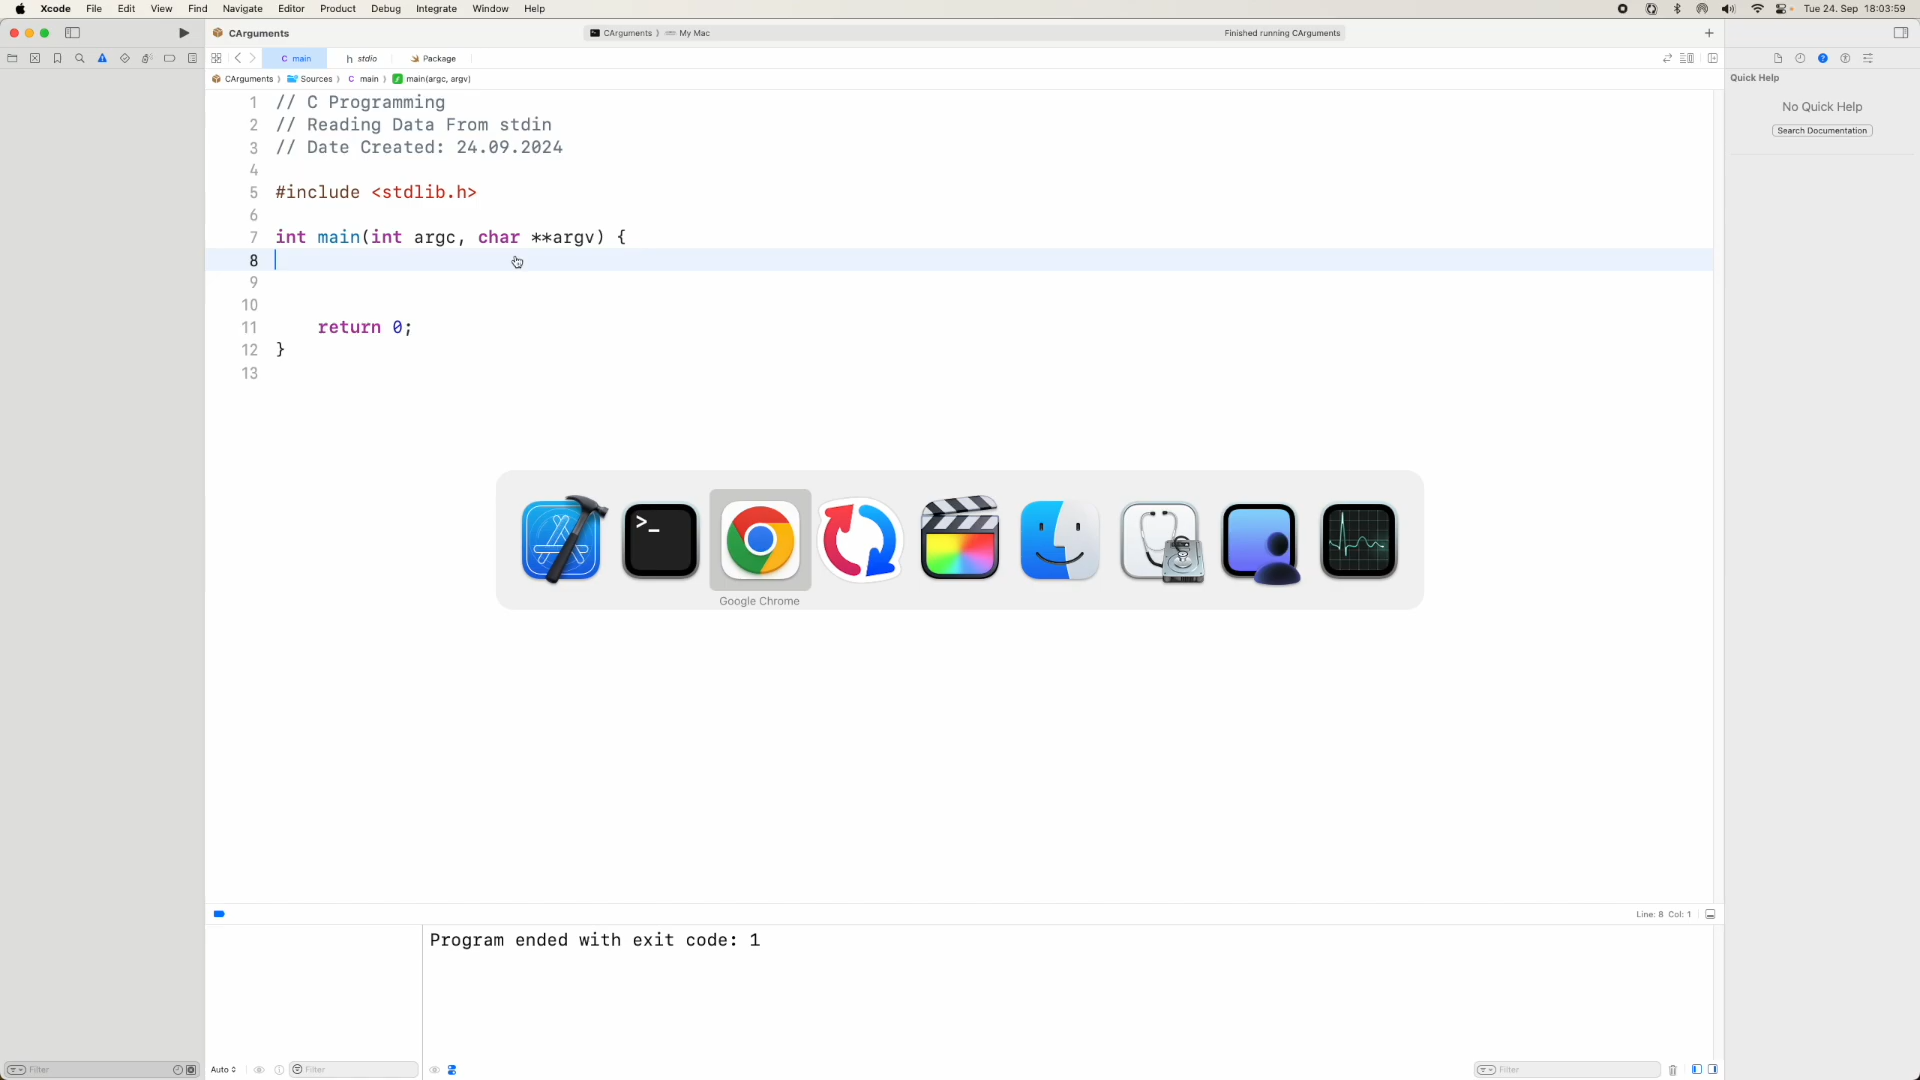 Xcode File Edit View Find Navigate Editor Product Debug Integrate Window Help Tue 24. Sep 18:03:59
CArguments CArguments ⟩ My Mac Finished running CArguments
main stdio Package
CArguments ⟩ Sources ⟩ C main ⟩ main(argc, argv)
Quick Help
No Quick Help
Search Documentation
1 // C Programming
2 // Reading Data From stdin
3 // Date Created: 24.09.2024
4
5 #include <stdlib.h>
6
7 int main(int argc, char **argv) {
8
9
10
11 return 0;
12 }
13
>_
Google Chrome
Line: 8 Col: 1
Program ended with exit code: 1
Filter Auto Filter Filter